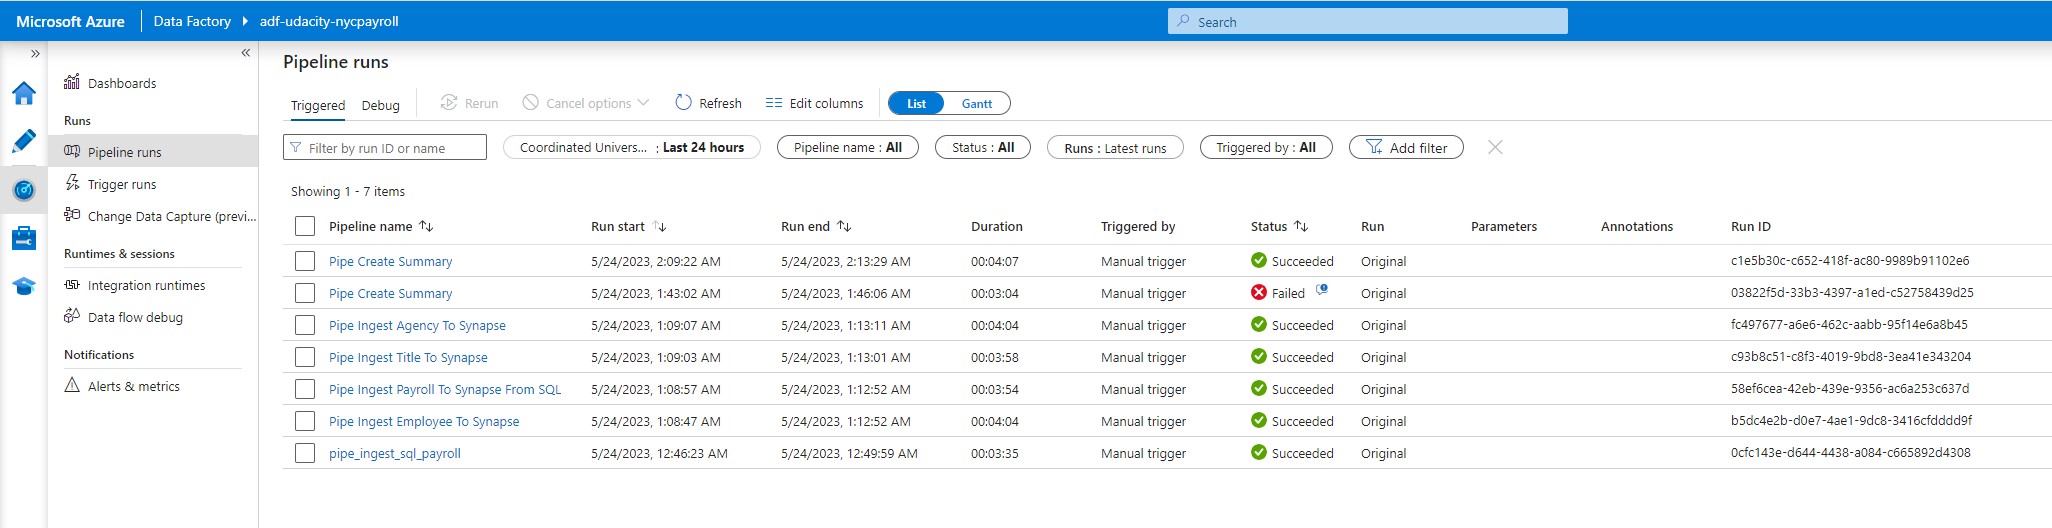 Microsoft Azure Data Factory adf-udacity-nycpayroll Search
Pipeline runs
Dashboards
Runs
Pipeline runs
Trigger runs
Change Data Capture (previ...
Runtimes & sessions
Integration runtimes
Data flow debug
Notifications
Alerts & metrics
Triggered Debug Rerun Cancel options Refresh Edit columns List Gantt
Filter by run ID or name Coordinated Univers... : Last 24 hours Pipeline name : All Status : All Runs : Latest runs Triggered by : All Add filter
Showing 1 - 7 items
Pipeline name Run start Run end Duration Triggered by Status Run Parameters Annotations Run ID
Pipe Create Summary 5/24/2023, 2:09:22 AM 5/24/2023, 2:13:29 AM 00:04:07 Manual trigger Succeeded Original c1e5b30c-c652-418f-ac80-9989b91102e6
Pipe Create Summary 5/24/2023, 1:43:02 AM 5/24/2023, 1:46:06 AM 00:03:04 Manual trigger Failed Original 03822f5d-33b3-4397-a1ed-c52758439d25
Pipe Ingest Agency To Synapse 5/24/2023, 1:09:07 AM 5/24/2023, 1:13:11 AM 00:04:04 Manual trigger Succeeded Original fc497677-a6e6-462c-aabb-95f14e6a8b45
Pipe Ingest Title To Synapse 5/24/2023, 1:09:03 AM 5/24/2023, 1:13:01 AM 00:03:58 Manual trigger Succeeded Original c93b8c51-c8f3-4019-9bd8-3ea41e343204
Pipe Ingest Payroll To Synapse From SQL 5/24/2023, 1:08:57 AM 5/24/2023, 1:12:52 AM 00:03:54 Manual trigger Succeeded Original 58ef6cea-42eb-439e-9356-ac6a253c637d
Pipe Ingest Employee To Synapse 5/24/2023, 1:08:47 AM 5/24/2023, 1:12:52 AM 00:04:04 Manual trigger Succeeded Original b5dc4e2b-d0e7-4ae1-9dc8-3416cfdddd9f
pipe_ingest_sql_payroll 5/24/2023, 12:46:23 AM 5/24/2023, 12:49:59 AM 00:03:35 Manual trigger Succeeded Original 0cfc143e-d644-4438-a084-c665892d4308